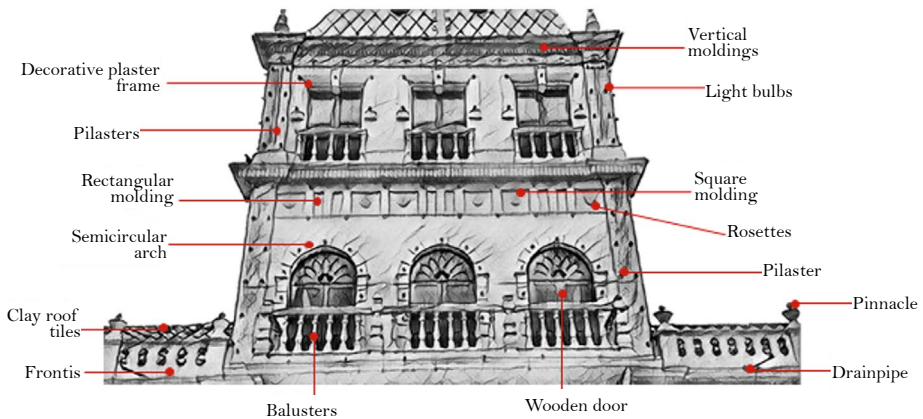 Vertical
moldings
Decorative plaster
frame
Light bulbs
Pilasters
Rectangular
molding
Square
molding
Rosettes
Semicircular
arch
Pilaster
Pinnacle
Clay roof
tiles
Frontis
Drainpipe
Balusters
Wooden door